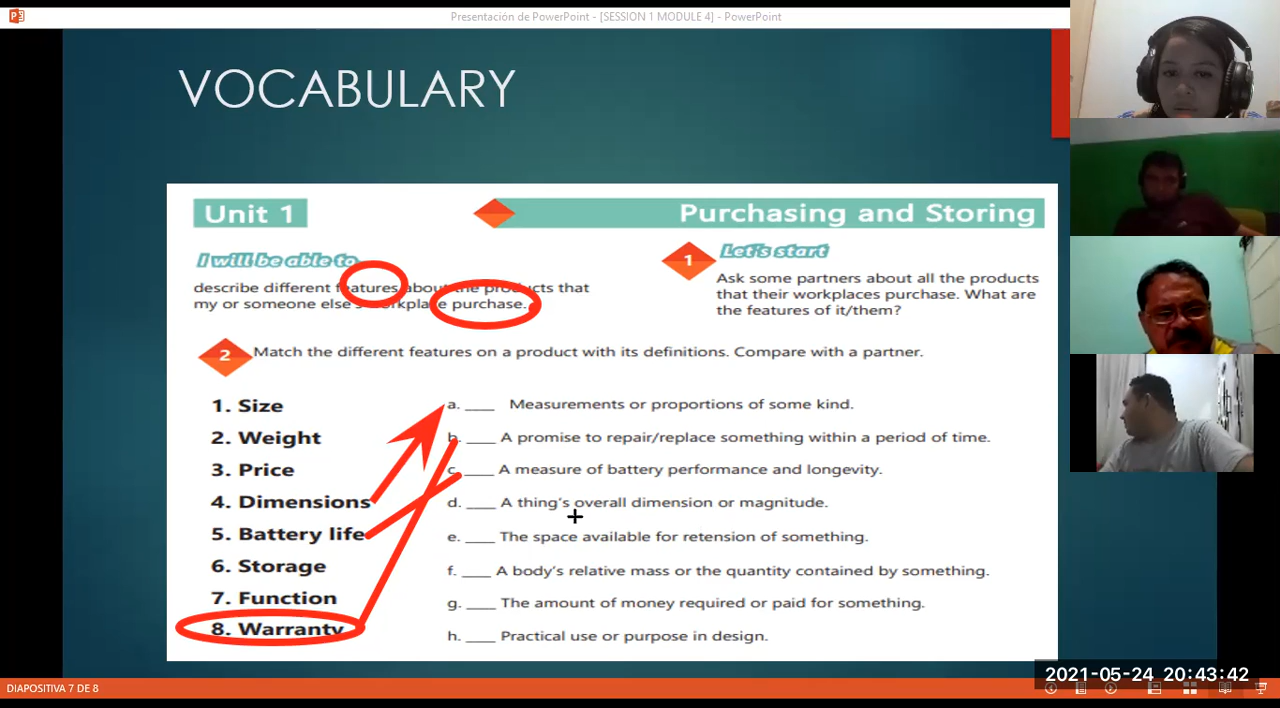 Presentación de PowerPoint - [SESSION 1 MODULE 4] - PowerPoint
VOCABULARY
Unit 1
Purchasing and Storing
I will be able to
describe different features about the products that
my or someone else's workplace purchase.
1
Let's start
Ask some partners about all the products
that their workplaces purchase. What are
the features of it/them?
2
Match the different features on a product with its definitions. Compare with a partner.
1. Size
2. Weight
3. Price
4. Dimensions
5. Battery life
6. Storage
7. Function
8. Warranty
a. ____ Measurements or proportions of some kind.
b. ____ A promise to repair/replace something within a period of time.
c. ____ A measure of battery performance and longevity.
d. ____ A thing's overall dimension or magnitude.
e. ____ The space available for retension of something.
f. ____ A body's relative mass or the quantity contained by something.
g. ____ The amount of money required or paid for something.
h. ____ Practical use or purpose in design.
2021-05-24 20:43:42
DIAPOSITIVA 7 DE 8